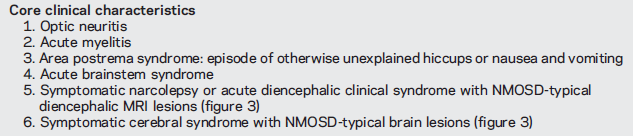 Core clinical characteristics
1. Optic neuritis
2. Acute myelitis
3. Area postrema syndrome: episode of otherwise unexplained hiccups or nausea and vomiting
4. Acute brainstem syndrome
5. Symptomatic narcolepsy or acute diencephalic clinical syndrome with NMOSD-typical
diencephalic MRI lesions (figure 3)
6. Symptomatic cerebral syndrome with NMOSD-typical brain lesions (figure 3)